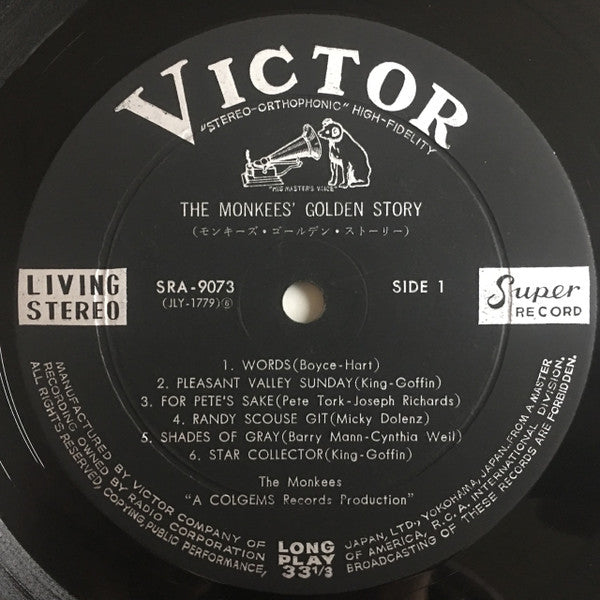 VICTOR
"STEREO-ORTHOPHONIC" HIGH-FIDELITY
"HIS MASTER'S VOICE"
THE MONKEES' GOLDEN STORY
(モンキーズ・ゴールデン・ストーリー)
LIVING
STEREO
SRA-9073
(JLY-1779)⑥
SIDE 1
Super
RECORD
1. WORDS(Boyce-Hart)
2. PLEASANT VALLEY SUNDAY(King-Goffin)
3. FOR PETE'S SAKE(Pete Tork-Joseph Richards)
4. RANDY SCOUSE GIT(Micky Dolenz)
5. SHADES OF GRAY(Barry Mann-Cynthia Weil)
6. STAR COLLECTOR(King-Goffin)
The Monkees
"A COLGEMS Records Production"
MANUFACTURED BY VICTOR COMPANY OF JAPAN, LTD., YOKOHAMA, JAPAN, FROM A MASTER
RECORDING OWNED BY RADIO CORPORATION OF AMERICA, R.C.A. INTERNATIONAL DIVISION.
ALL RIGHTS RESERVED, COPYING, PUBLIC PERFORMANCE, BROADCASTING OF THESE RECORDS ARE FORBIDDEN.
LONG
PLAY
33 1/3